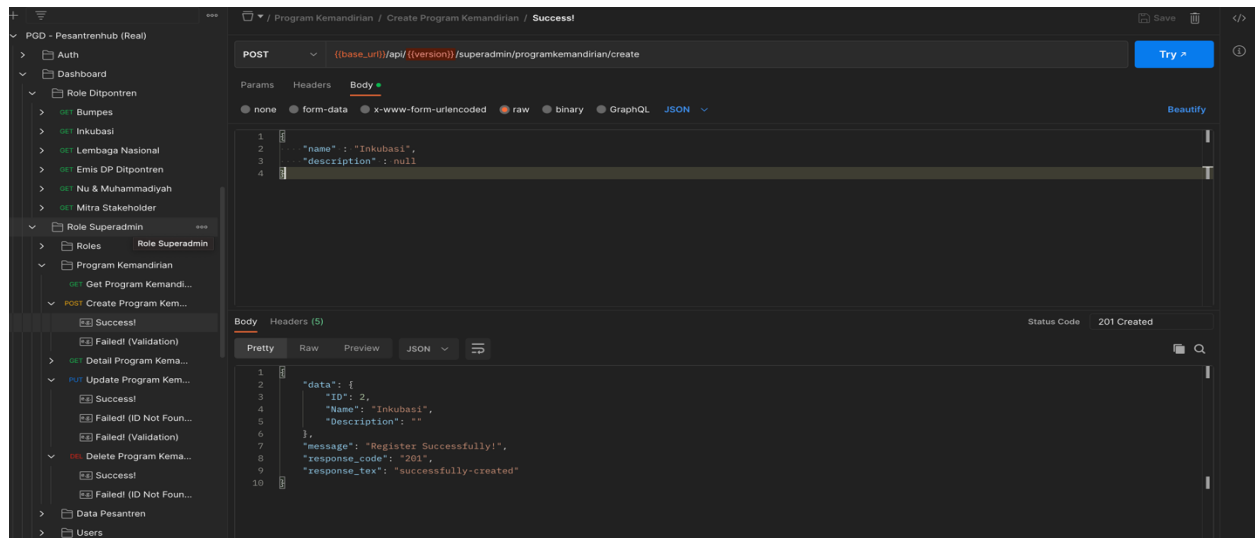 / Program Kemandirian / Create Program Kemandirian / Success!
Save
PGD - Pesantrenhub (Real)
Auth
Dashboard
Role Ditpontren
GET Bumpes
GET Inkubasi
GET Lembaga Nasional
GET Emis DP Ditpontren
GET Nu & Muhammadiyah
GET Mitra Stakeholder
Role Superadmin
Roles
Role Superadmin
Program Kemandirian
GET Get Program Kemandi...
POST Create Program Kem...
e.g. Success!
e.g. Failed! (Validation)
GET Detail Program Kema...
PUT Update Program Kem...
e.g. Success!
e.g. Failed! (ID Not Foun...
e.g. Failed! (Validation)
DEL Delete Program Kema...
e.g. Success!
e.g. Failed! (ID Not Foun...
Data Pesantren
Users
POST {{base_url}}/api/{{version}}/superadmin/programkemandirian/create Try
Params Headers Body
none form-data x-www-form-urlencoded raw binary GraphQL JSON Beautify
1 {
2 "name" : "Inkubasi",
3 "description" : null
4 }
Body Headers (5) Status Code 201 Created
Pretty Raw Preview JSON
1 {
2 "data": {
3 "ID": 2,
4 "Name": "Inkubasi",
5 "Description": ""
6 },
7 "message": "Register Successfully!",
8 "response_code": "201",
9 "response_tex": "successfully-created"
10 }